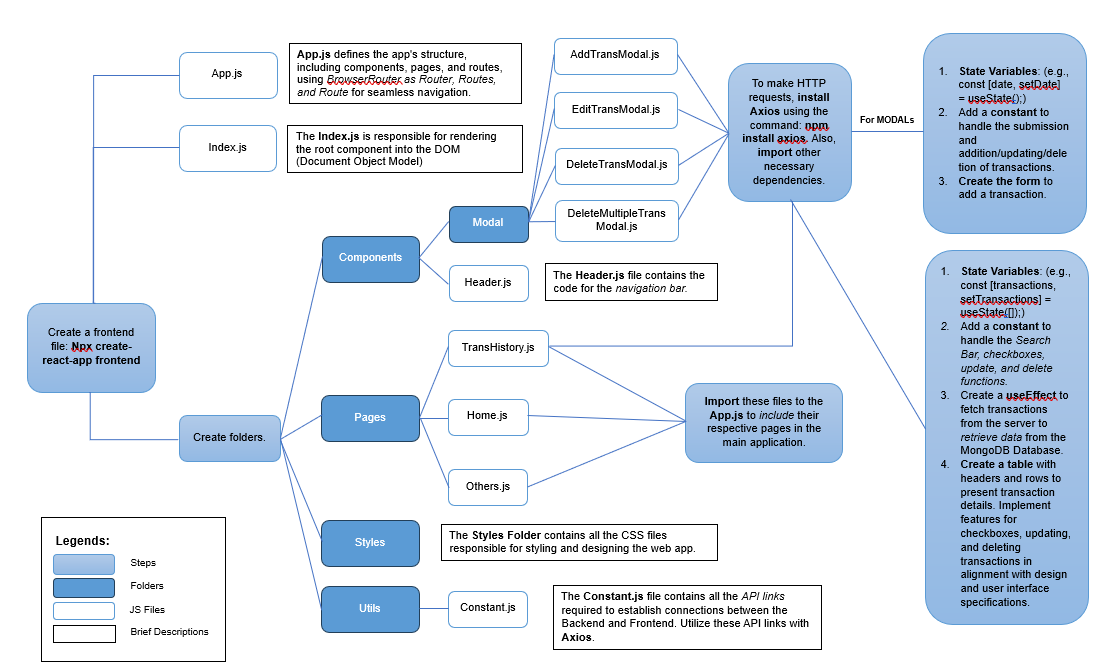 App.js
App.js defines the app's structure,
including components, pages, and routes,
using BrowserRouter as Router, Routes,
and Route for seamless navigation.
Index.js
The Index.js is responsible for rendering
the root component into the DOM
(Document Object Model)
Create a frontend
file: Npx create-
react-app frontend
Create folders.
Components
Modal
AddTransModal.js
EditTransModal.js
DeleteTransModal.js
DeleteMultipleTrans
Modal.js
Header.js
The Header.js file contains the
code for the navigation bar.
To make HTTP
requests, install
Axios using the
command: npm
install axios. Also,
import other
necessary
dependencies.
For MODALs
1. State Variables: (e.g.,
const [date, setDate]
= useState();)
2. Add a constant to
handle the submission
and
addition/updating/dele
tion of transactions.
3. Create the form to
add a transaction.
1. State Variables: (e.g.,
const [transactions,
setTransactions] =
useState([]);)
2. Add a constant to
handle the Search
Bar, checkboxes,
update, and delete
functions.
3. Create a useEffect to
fetch transactions
from the server to
retrieve data from the
MongoDB Database.
4. Create a table with
headers and rows to
present transaction
details. Implement
features for
checkboxes, updating,
and deleting
transactions in
alignment with design
and user interface
specifications.
Pages
TransHistory.js
Home.js
Others.js
Import these files to the
App.js to include their
respective pages in the
main application.
Styles
The Styles Folder contains all the CSS files
responsible for styling and designing the web app.
Utils
Constant.js
The Constant.js file contains all the API links
required to establish connections between the
Backend and Frontend. Utilize these API links with
Axios.
Legends:
Steps
Folders
JS Files
Brief Descriptions